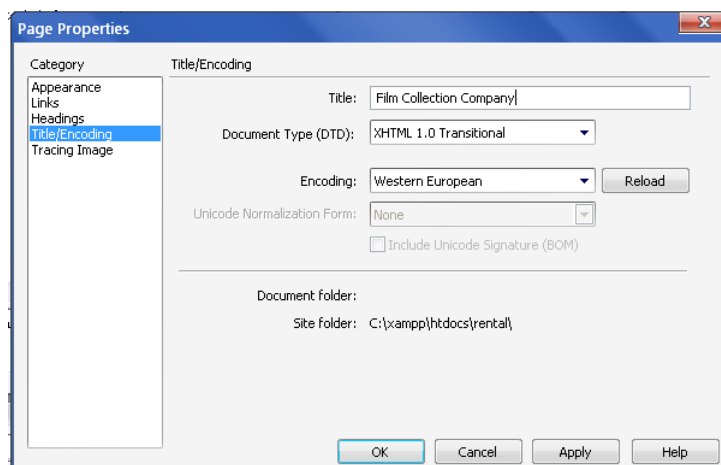 Page Properties
Category
Appearance
Links
Headings
Title/Encoding
Tracing Image
Title/Encoding
Title: Film Collection Company
Document Type (DTD): XHTML 1.0 Transitional
Encoding: Western European Reload
Unicode Normalization Form: None
Include Unicode Signature (BOM)
Document folder:
Site folder: C:\xampp\htdocs\rental\
OK Cancel Apply Help